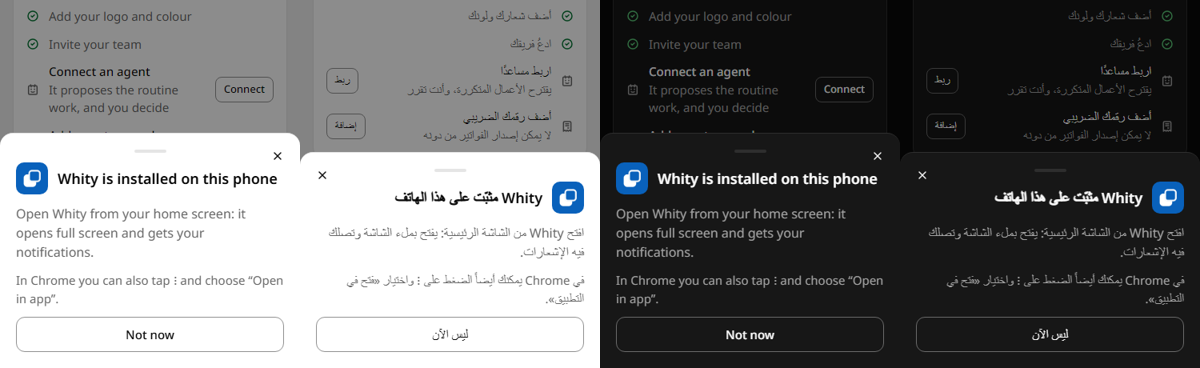 Add your logo and colour
Invite your team
Connect an agent
It proposes the routine
work, and you decide
Connect
Whity is installed on this phone
Open Whity from your home screen: it
opens full screen and gets your
notifications.
In Chrome you can also tap ⋮ and choose “Open
in app”.
Not now
أضف شعارك ولونك
ادعُ فريقك
اربط مساعدًا
يقترح الأعمال المتكررة، وأنت تقرر
ربط
أضف رقمك الضريبي
لا يمكن إصدار الفواتير من دونه
إضافة
Whity مثبّت على هذا الهاتف
افتح Whity من الشاشة الرئيسية: يفتح بملء الشاشة وتصلك
فيه الإشعارات.
في Chrome يمكنك أيضاً الضغط على ⋮ واختيار «فتح في
التطبيق».
ليس الآن
Add your logo and colour
Invite your team
Connect an agent
It proposes the routine
work, and you decide
Connect
Whity is installed on this phone
Open Whity from your home screen: it
opens full screen and gets your
notifications.
In Chrome you can also tap ⋮ and choose “Open
in app”.
Not now
أضف شعارك ولونك
ادعُ فريقك
اربط مساعدًا
يقترح الأعمال المتكررة، وأنت تقرر
ربط
أضف رقمك الضريبي
لا يمكن إصدار الفواتير من دونه
إضافة
Whity مثبّت على هذا الهاتف
افتح Whity من الشاشة الرئيسية: يفتح بملء الشاشة وتصلك
فيه الإشعارات.
في Chrome يمكنك أيضاً الضغط على ⋮ واختيار «فتح في
التطبيق».
ليس الآن